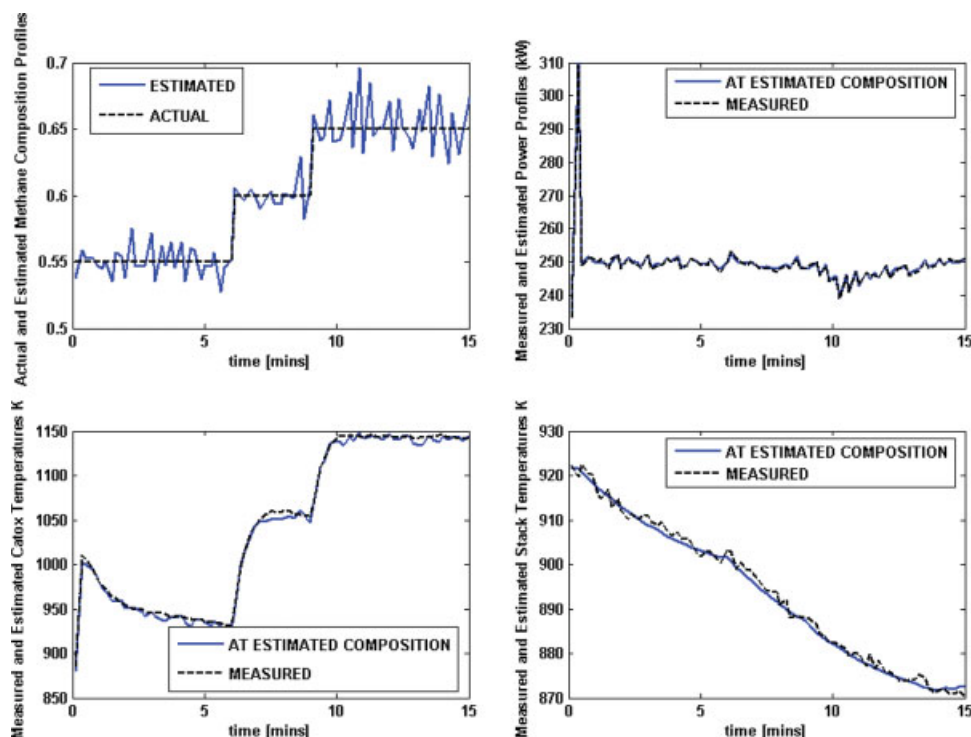 Actual and Estimated Methane Composition Profiles
0.7
0.65
0.6
0.55
0.5
ESTIMATED
ACTUAL
0 5 10 15
time [mins]
Measured and Estimated Power Profiles (kW)
310
300
290
280
270
260
250
240
230
AT ESTIMATED COMPOSITION
MEASURED
0 5 10 15
time [mins]
Measured and Estimated Catox Temperatures K
1150
1100
1050
1000
950
900
850
AT ESTIMATED COMPOSITION
MEASURED
0 5 10 15
time [mins]
Measured and Estimated Stack Temperatures K
930
920
910
900
890
880
870
AT ESTIMATED COMPOSITION
MEASURED
0 5 10 15
time [mins]